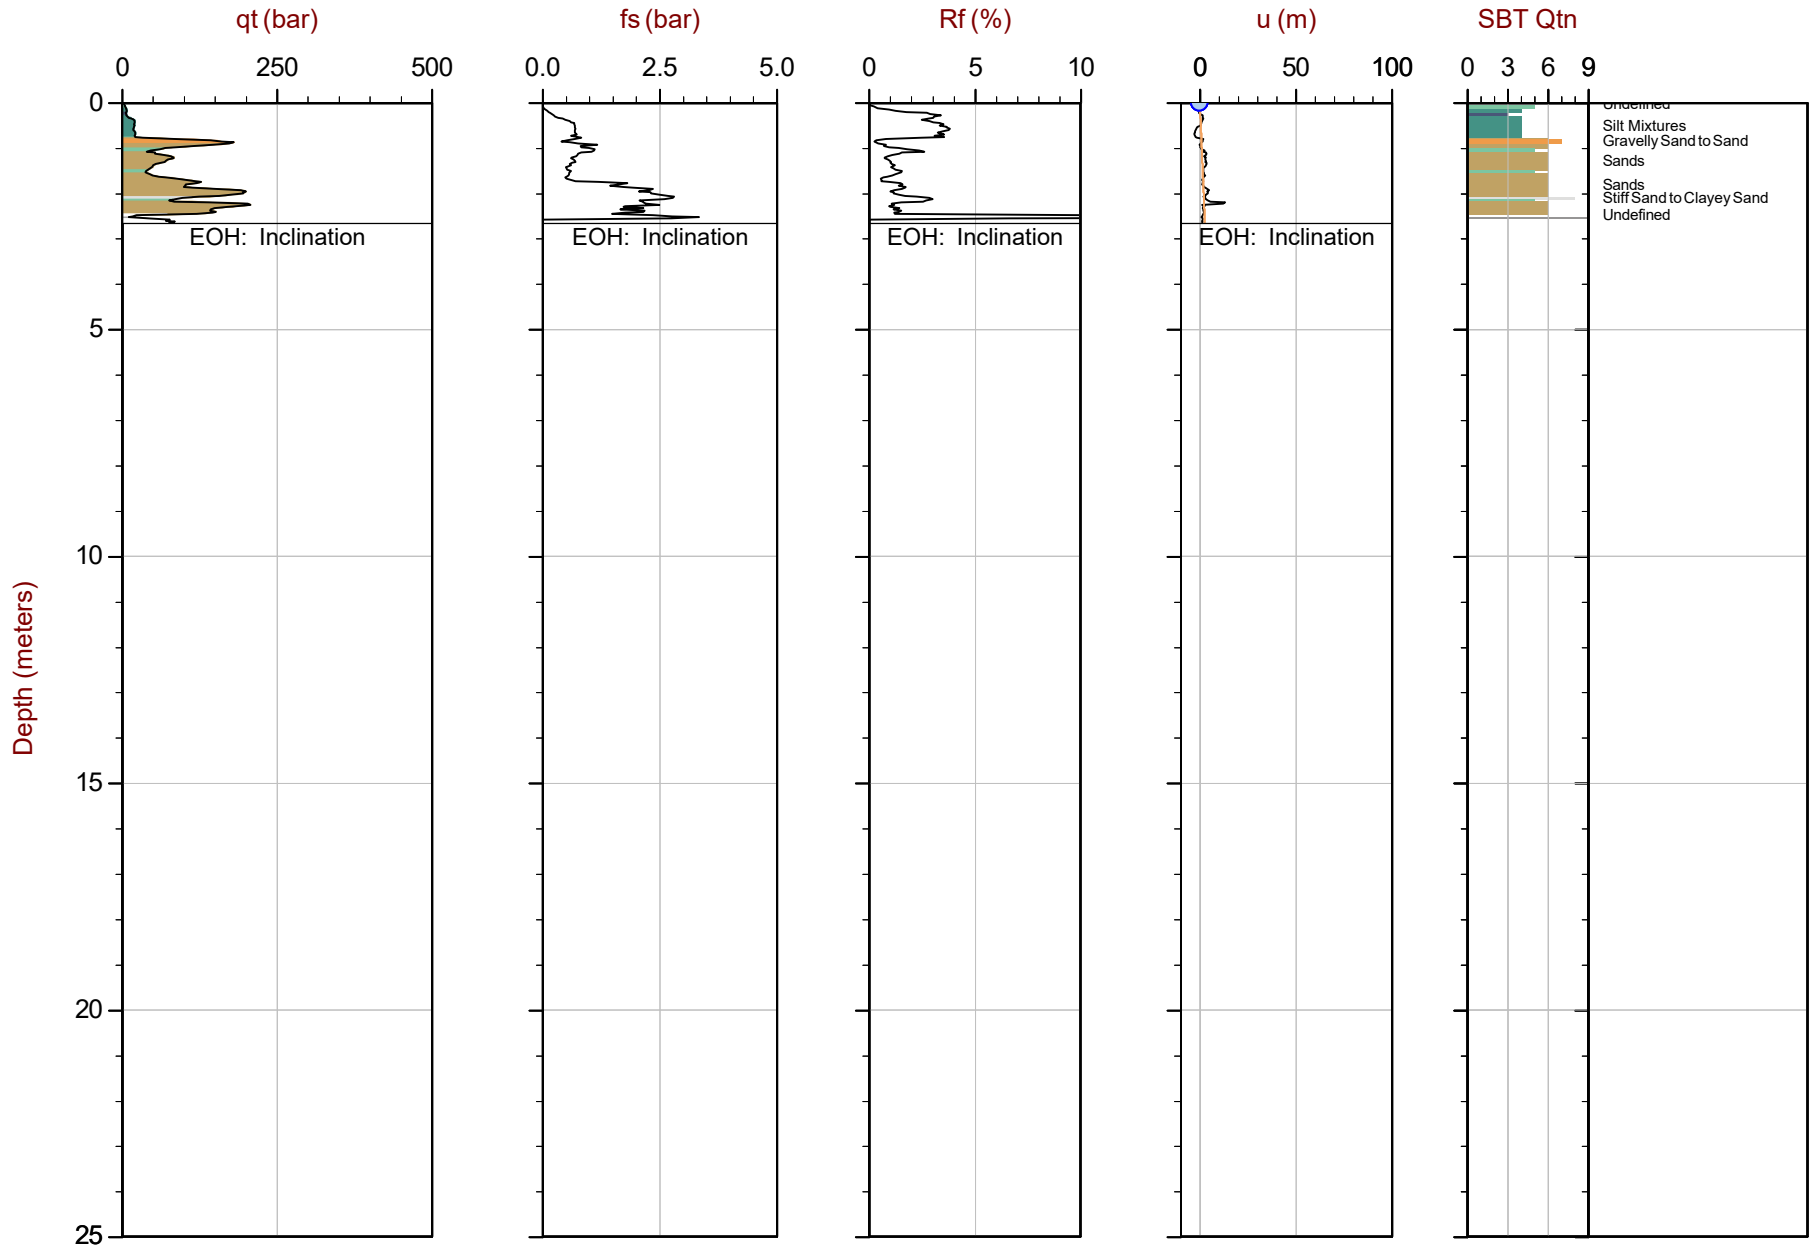 qt (bar) fs (bar) Rf (%) u (m) SBT Qtn
0 250 500 0.0 2.5 5.0 0 5 10 0 50 100 0 3 6 9
0
Undefined
Silt Mixtures
Gravelly Sand to Sand
Sands
Sands
Stiff Sand to Clayey Sand
Undefined
EOH: Inclination EOH: Inclination EOH: Inclination EOH: Inclination
5
10
Depth (meters)
15
20
25